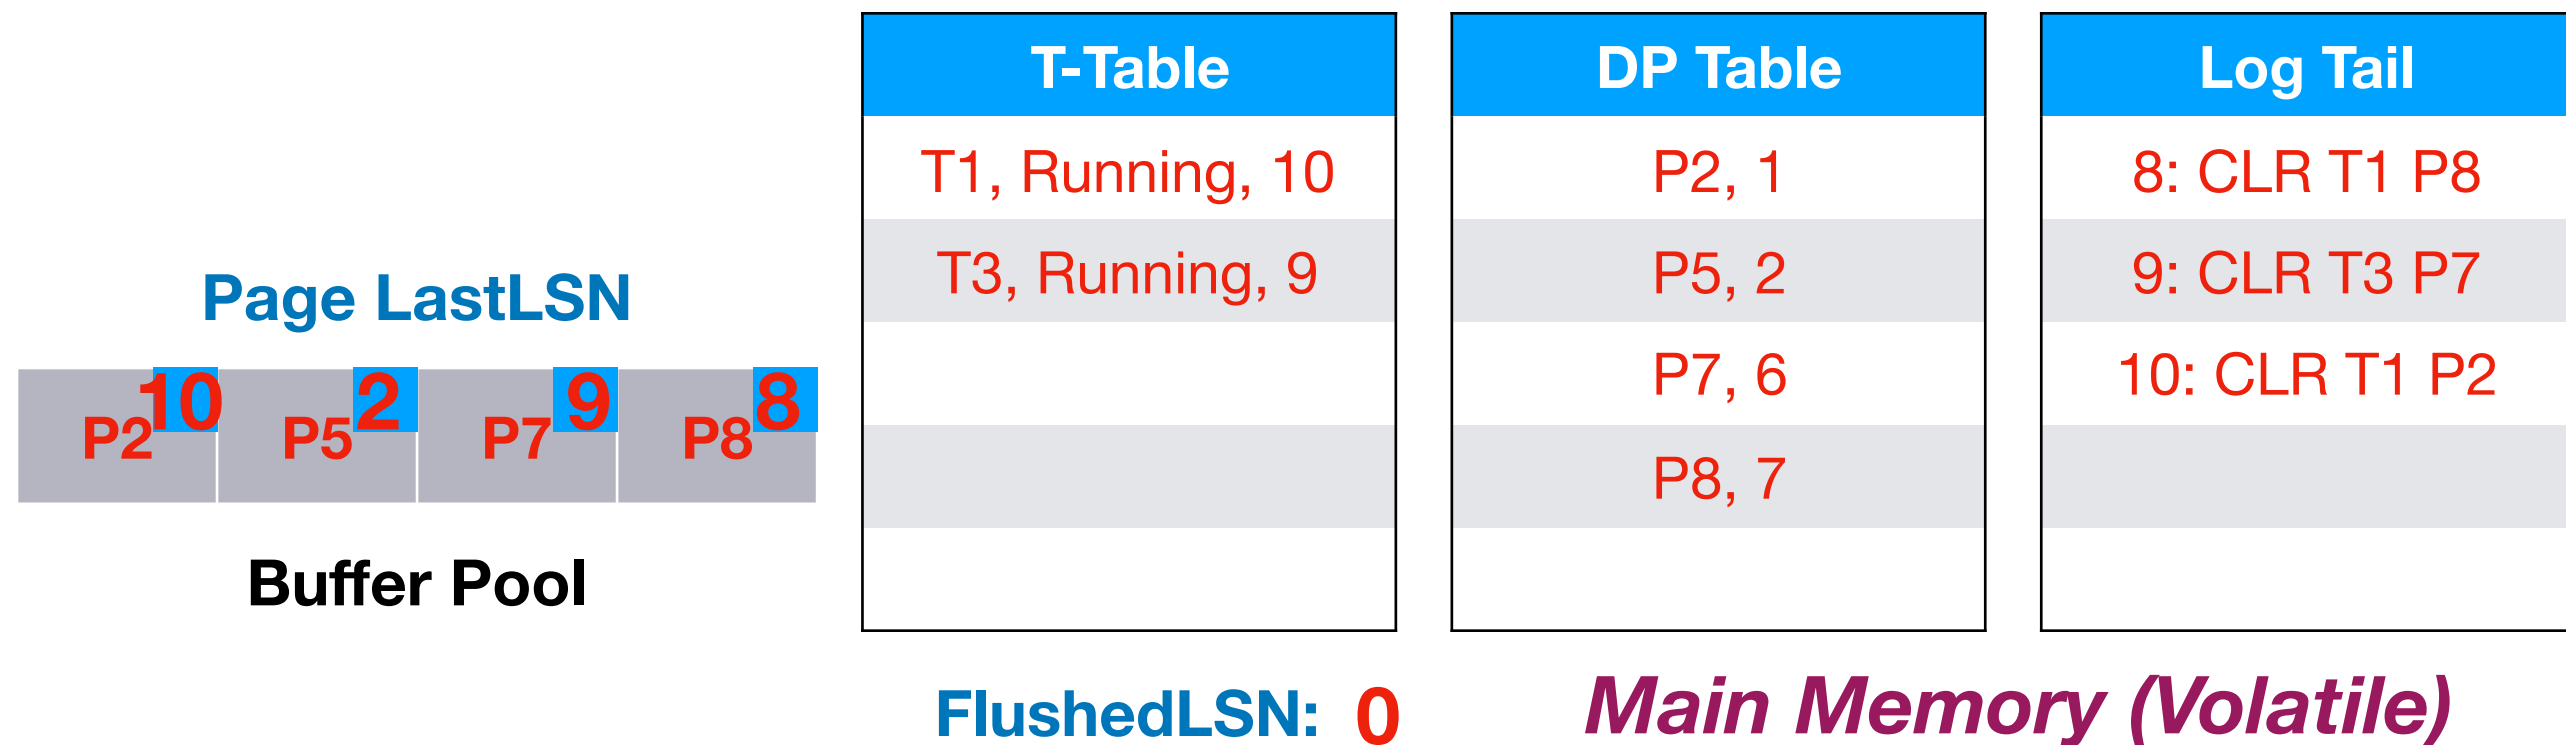 T-Table
T1, Running, 10
T3, Running, 9
DP Table
P2, 1
P5, 2
P7, 6
P8, 7
Log Tail
8: CLR T1 P8
9: CLR T3 P7
10: CLR T1 P2
Page LastLSN
P2 10
P5 2
P7 9
P8 8
Buffer Pool
FlushedLSN: 0
Main Memory (Volatile)